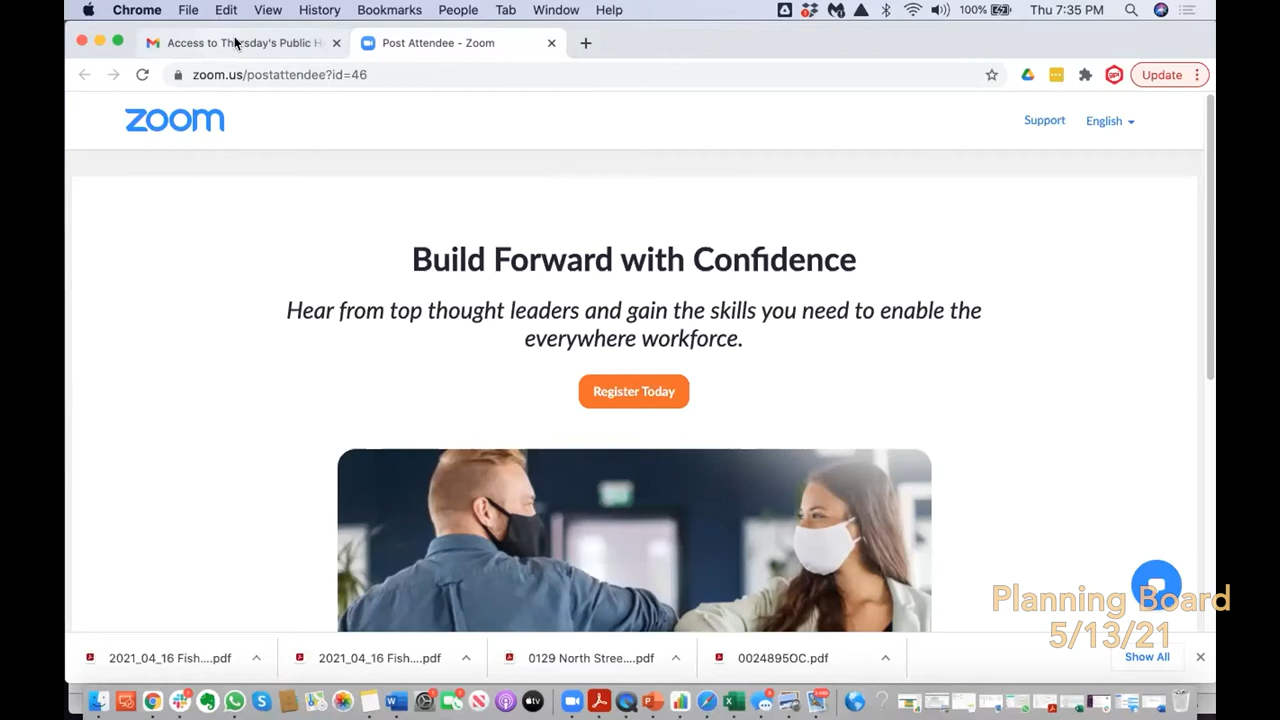 Chrome File Edit View History Bookmarks People Tab Window Help 100% Thu 7:35 PM
Access to Thursday's Public H Post Attendee - Zoom
zoom.us/postattendee?id=46 Update
zoom Support English
Build Forward with Confidence
Hear from top thought leaders and gain the skills you need to enable the
everywhere workforce.
Register Today
Planning Board
5/13/21
2021_04_16 Fish....pdf 2021_04_16 Fish....pdf 0129 North Stree....pdf 0024895OC.pdf Show All